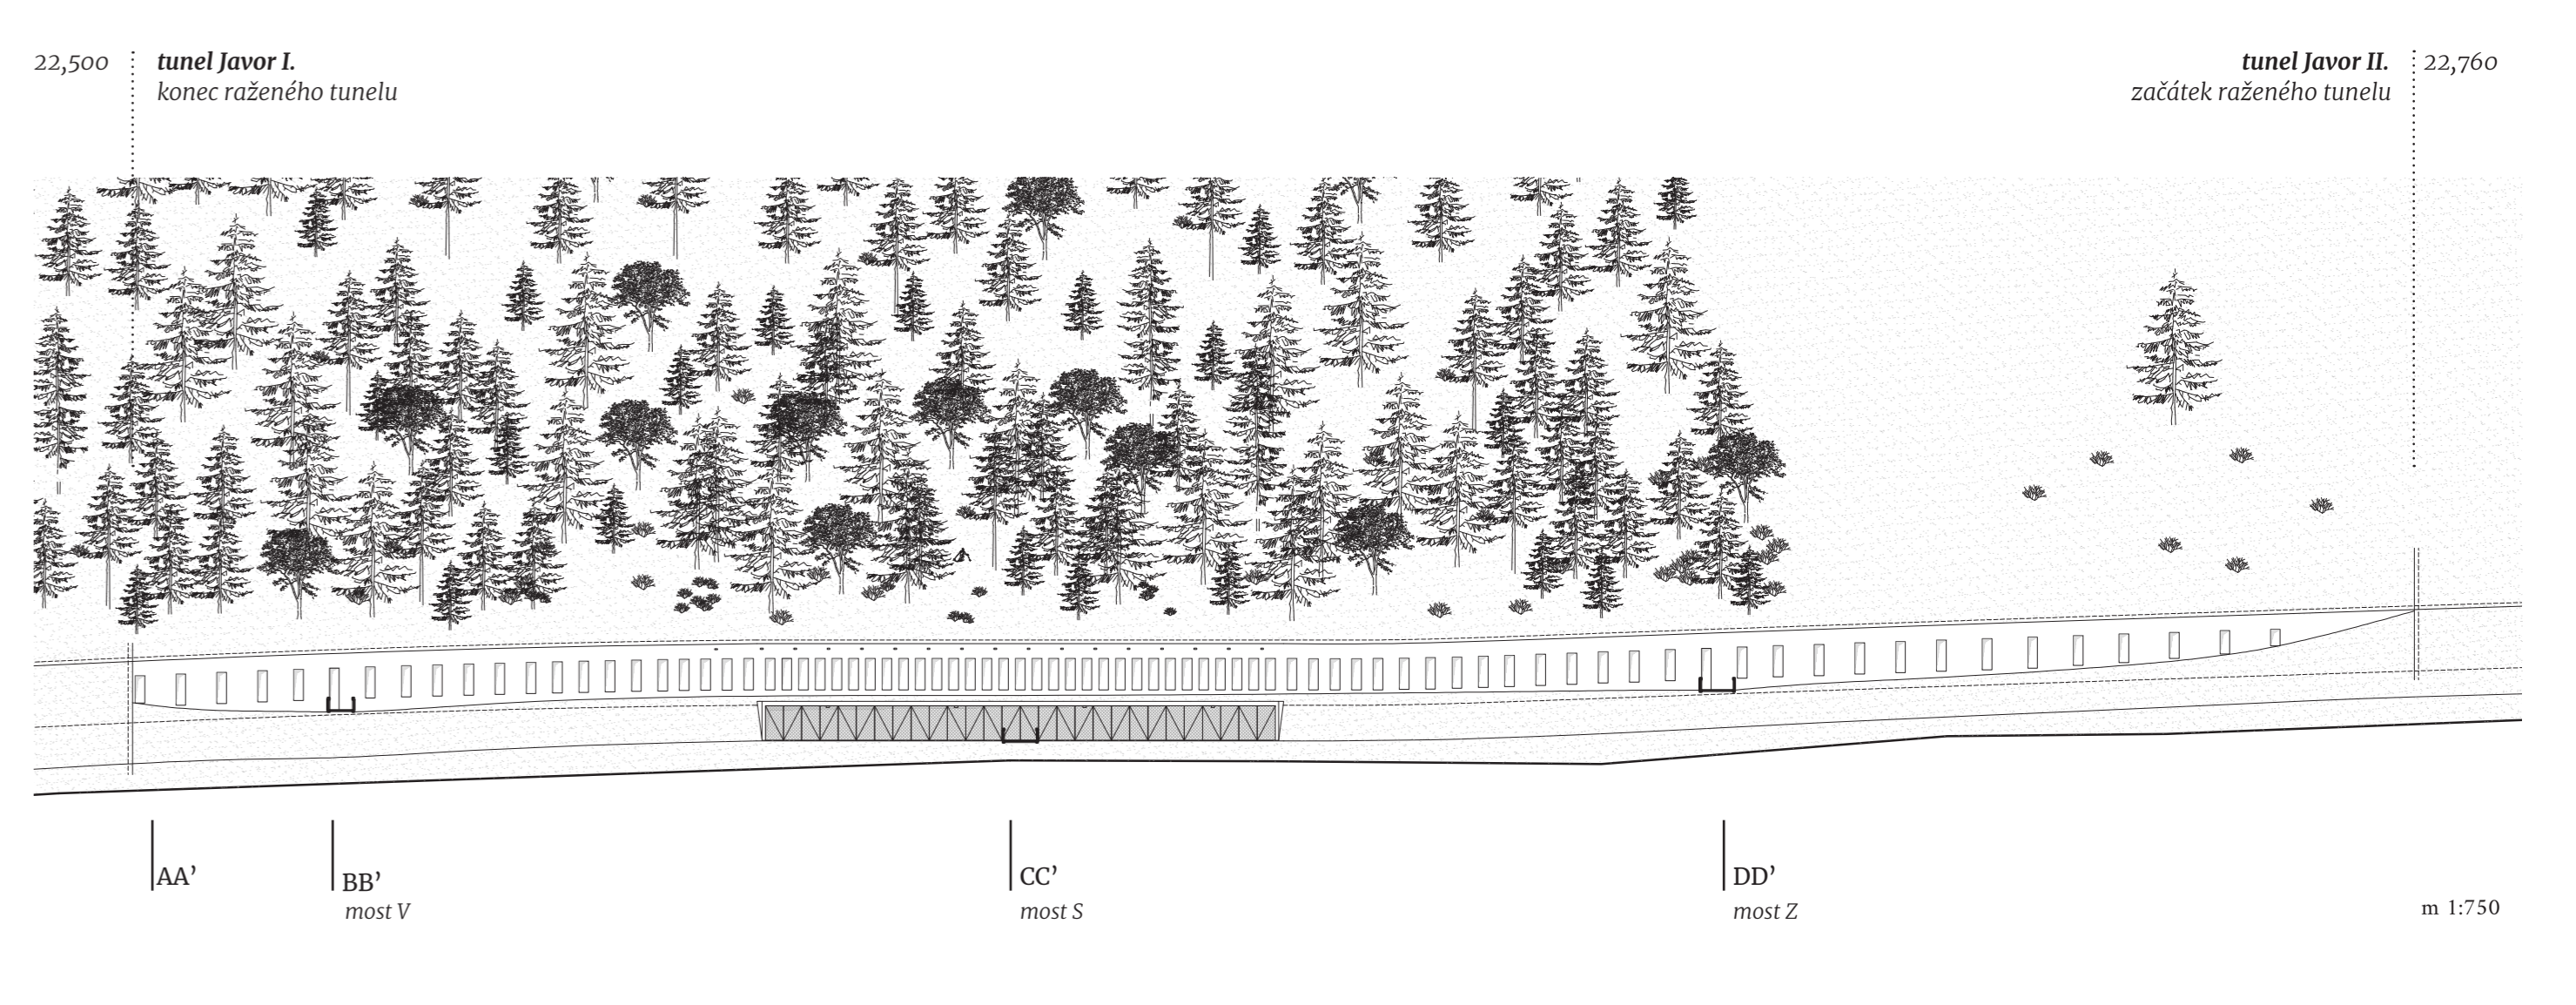 22,500
tunel Javor I.
konec raženého tunelu
tunel Javor II.
začátek raženého tunelu
22,760
AA’
BB’
most V
CC’
most S
DD’
most Z
m 1:750